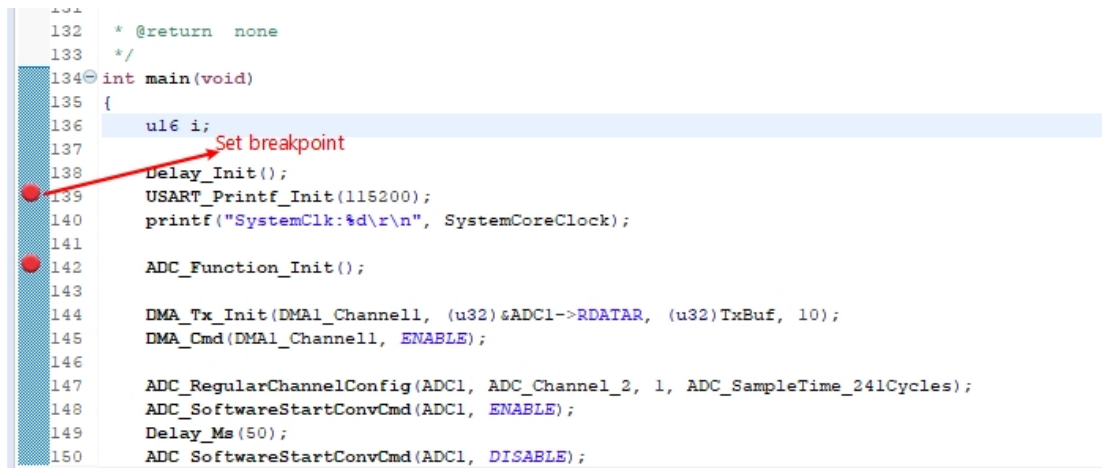 131
132 * @return none
133 */
134 int main(void)
135 {
136 u16 i;
137
Set breakpoint
138 Delay_Init();
139 USART_Printf_Init(115200);
140 printf("SystemClk:%d\r\n", SystemCoreClock);
141
142 ADC_Function_Init();
143
144 DMA_Tx_Init(DMA1_Channel1, (u32)&ADC1->RDATAR, (u32)TxBuf, 10);
145 DMA_Cmd(DMA1_Channel1, ENABLE);
146
147 ADC_RegularChannelConfig(ADC1, ADC_Channel_2, 1, ADC_SampleTime_241Cycles);
148 ADC_SoftwareStartConvCmd(ADC1, ENABLE);
149 Delay_Ms(50);
150 ADC_SoftwareStartConvCmd(ADC1, DISABLE);